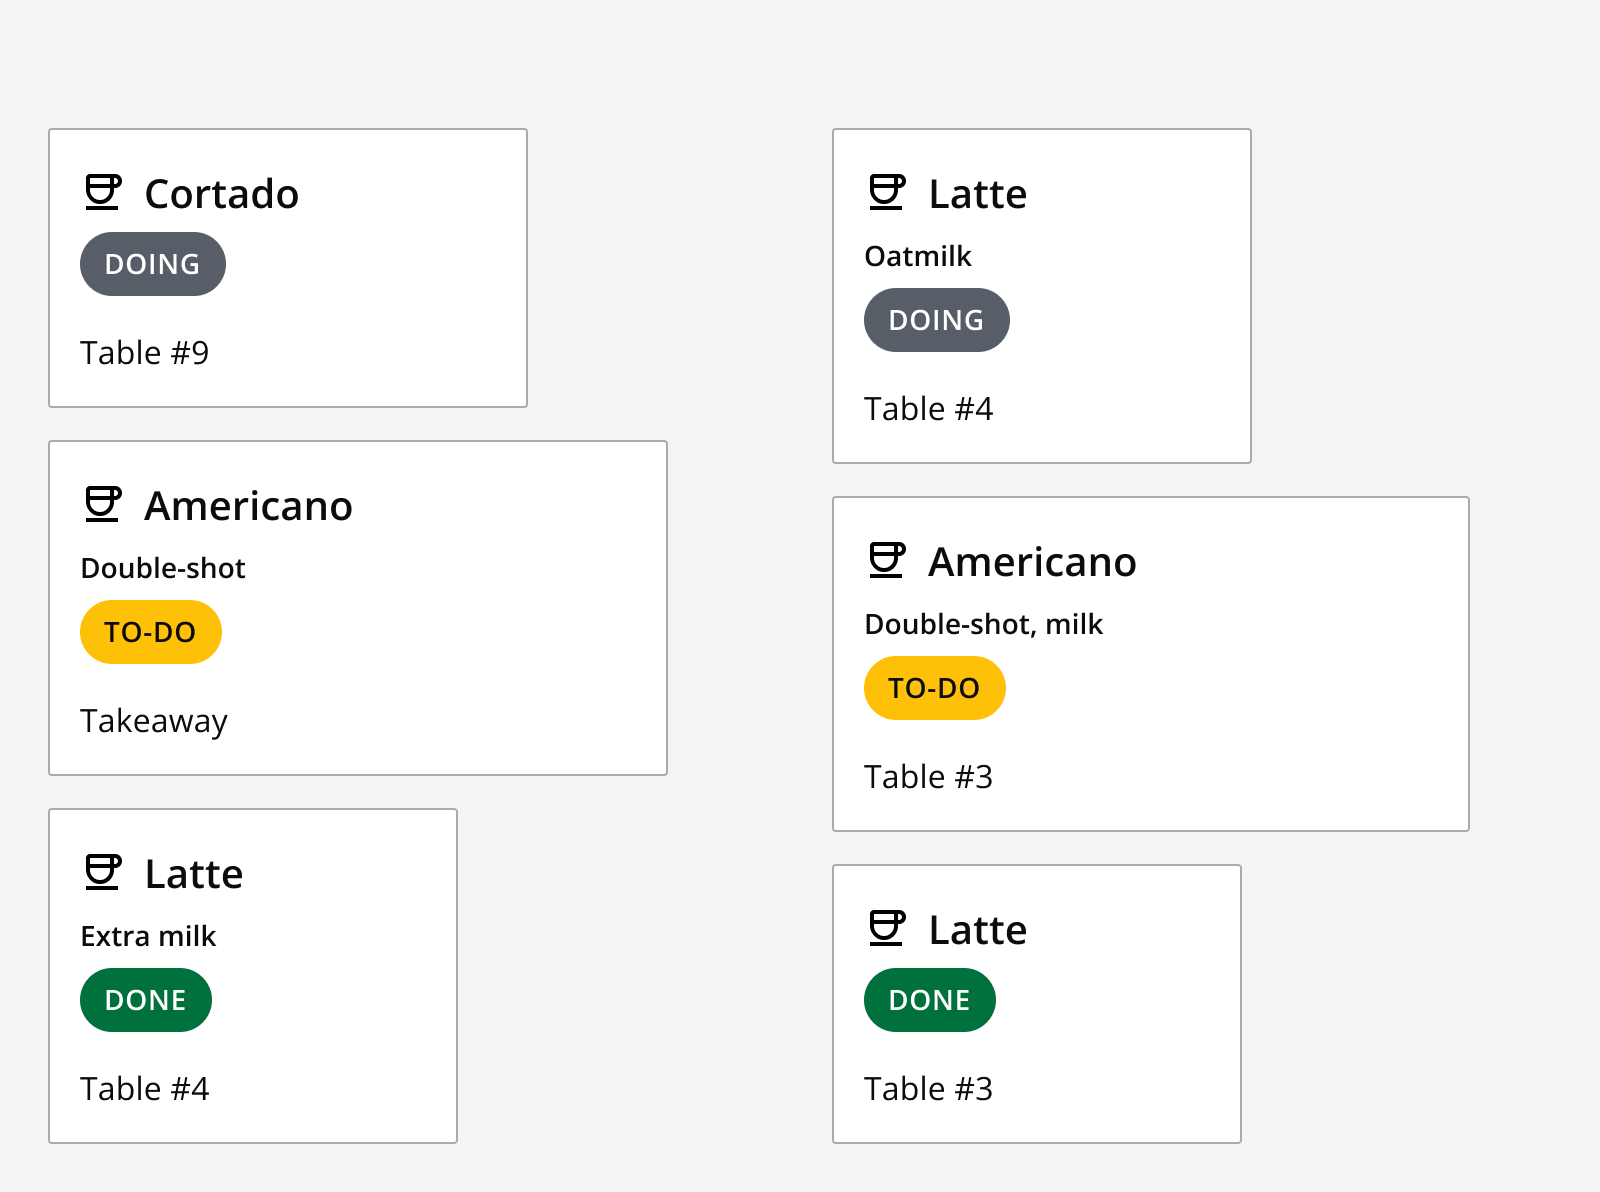 Cortado
DOING
Table #9
Americano
Double-shot
TO-DO
Takeaway
Latte
Extra milk
DONE
Table #4
Latte
Oatmilk
DOING
Table #4
Americano
Double-shot, milk
TO-DO
Table #3
Latte
DONE
Table #3